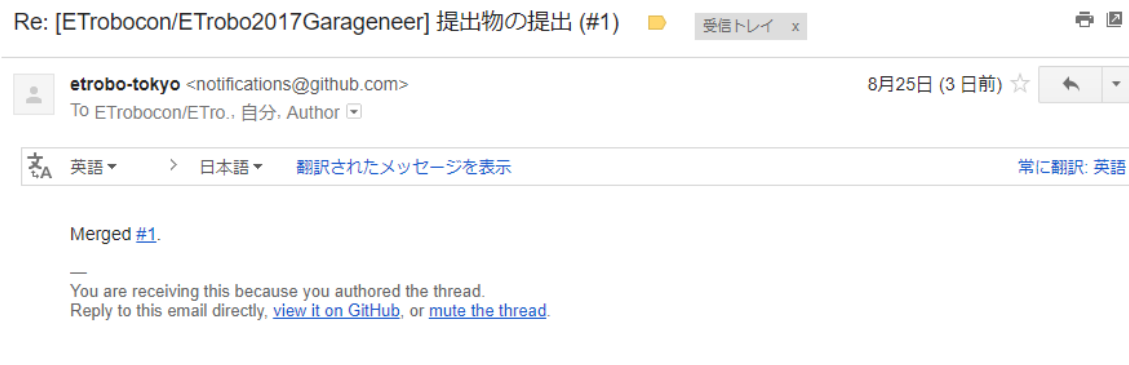 Re: [ETrobocon/ETrobo2017Garageneer] 提出物の提出 (#1) 受信トレイ x
etrobo-tokyo <notifications@github.com> 8月25日 (3 日前)
To ETrobocon/ETro., 自分, Author
文A 英語 > 日本語 翻訳されたメッセージを表示 常に翻訳: 英語
Merged #1.
—
You are receiving this because you authored the thread.
Reply to this email directly, view it on GitHub, or mute the thread.